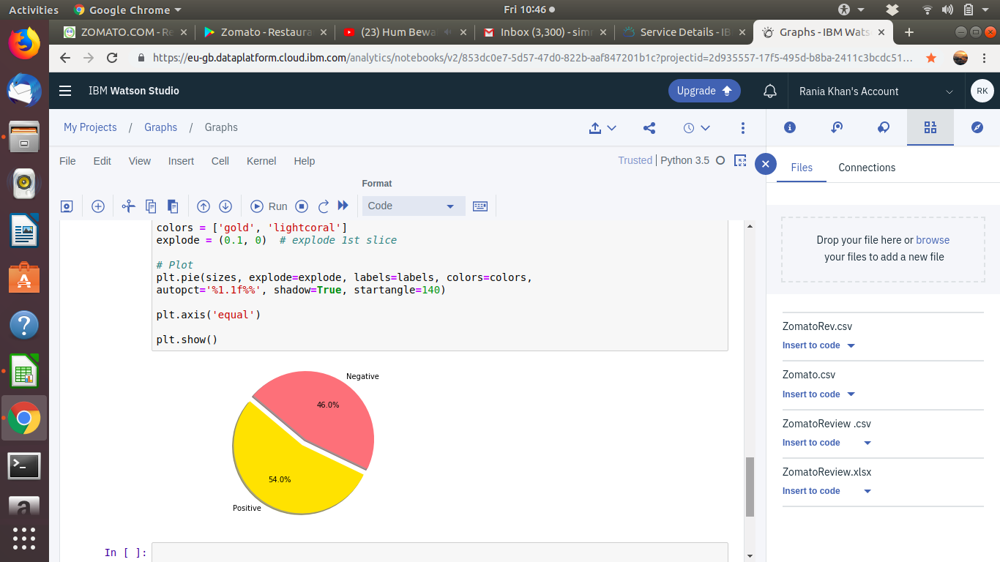 Activities
Google Chrome
Fri 10:46
ZOMATO.COM - Re
Zomato - Restaura
(23) Hum Bewa
Inbox (3,300) - sim
Service Details - IB
Graphs - IBM Wats
https://eu-gb.dataplatform.cloud.ibm.com/analytics/notebooks/v2/853dc0e7-5d57-47d0-822b-aaf847201b1c?projectid=2d935557-17f5-495d-b8ba-2411c3bcdc51...
IBM Watson Studio
Upgrade
Rania Khan's Account
RK
My Projects / Graphs / Graphs
File Edit View Insert Cell Kernel Help
Trusted | Python 3.5
Format
Run
Code
colors = ['gold', 'lightcoral']
explode = (0.1, 0)  # explode 1st slice
# Plot
plt.pie(sizes, explode=explode, labels=labels, colors=colors,
autopct='%1.1f%%', shadow=True, startangle=140)
plt.axis('equal')
plt.show()
Negative
46.0%
54.0%
Positive
In [ ]:
Files
Connections
Drop your file here or browse
your files to add a new file
ZomatoRev.csv
Insert to code
Zomato.csv
Insert to code
ZomatoReview .csv
Insert to code
ZomatoReview.xlsx
Insert to code